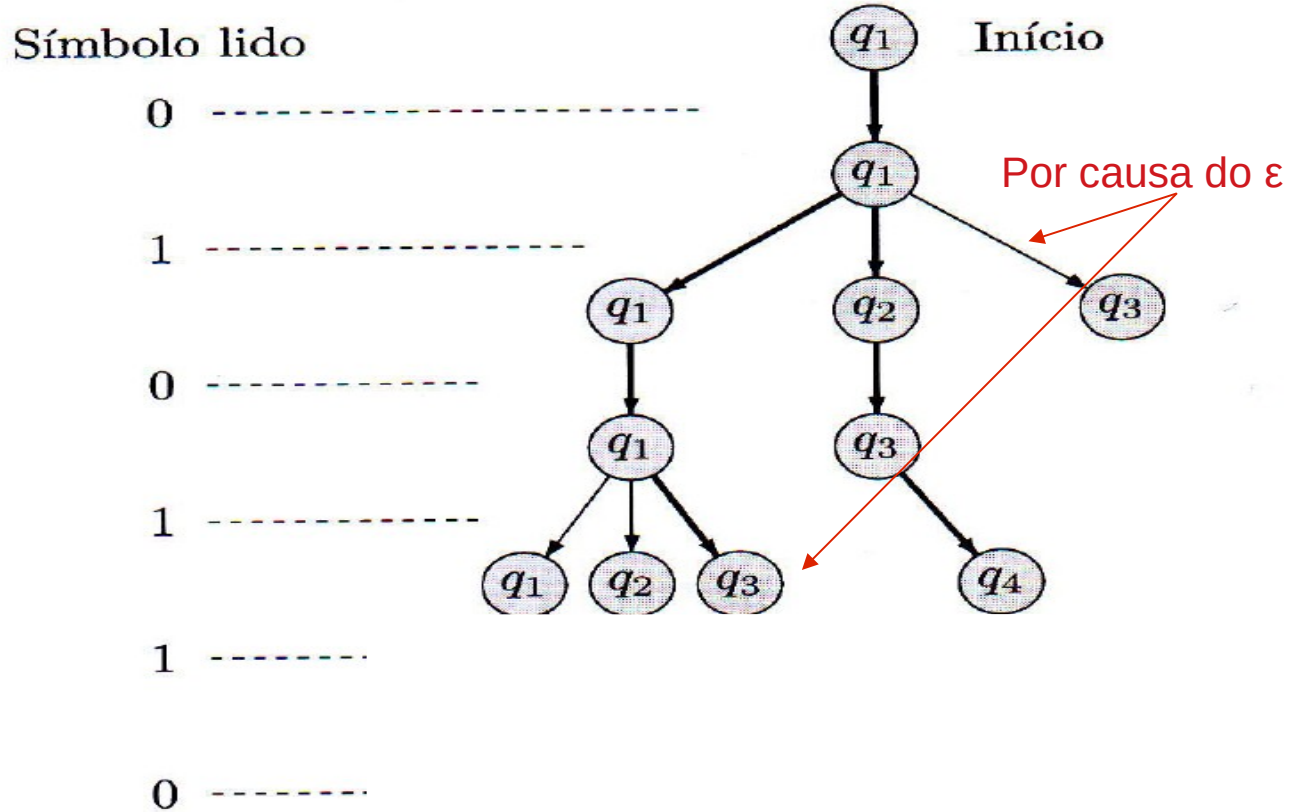 Símbolo lido
q1 Início
0
q1 Por causa do ε
1
q1 q2 q3
0
q1 q3
1
q1 q2 q3 q4
1
0